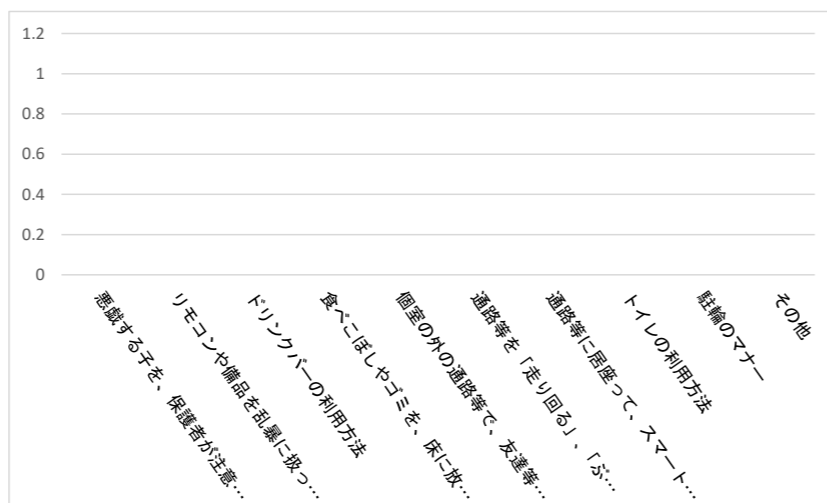 1.2
1
0.8
0.6
0.4
0.2
0
悪戯する子を、保護者が注意…
リモコンや備品を乱暴に扱っ…
ドリンクバーの利用方法
食べこぼしやゴミを、床に放…
個室の外の通路等で、友達等…
通路等を「走り回る」、「ぶ…
通路等に居座って、スマート…
トイレの利用方法
駐輪のマナー
その他